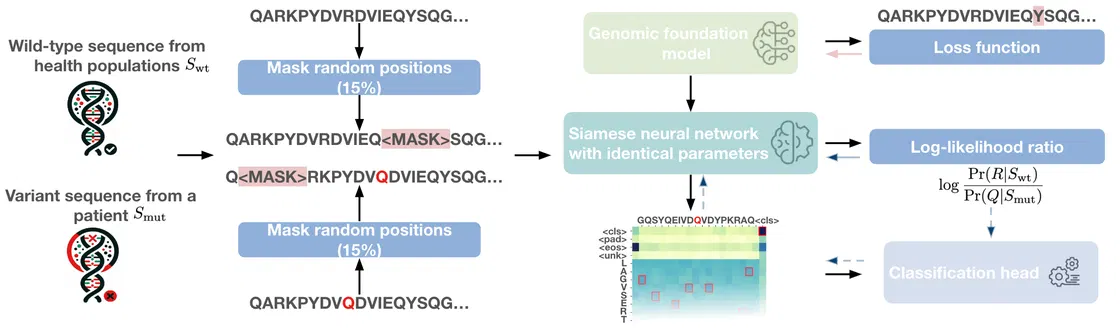 Wild-type sequence from
health populations S_wt
Variant sequence from a
patient S_mut
QARKPYDVRDVIEQYSQG...
Mask random positions
(15%)
QARKPYDVRDVIEQ<MASK>SQG...
Q<MASK>RKPYDVQDVIEQYSQG...
Mask random positions
(15%)
QARKPYDVQDVIEQYSQG...
Genomic foundation
model
Siamese neural network
with identical parameters
GQSYQEIVDQVDYPKRAQ<cls>
<cls>
<pad>
<eos>
<unk>
L
A
G
V
S
E
R
T
QARKPYDVRDVIEQYSQG...
Loss function
Log-likelihood ratio
log Pr(R|S_wt)
Pr(Q|S_mut)
Classification head